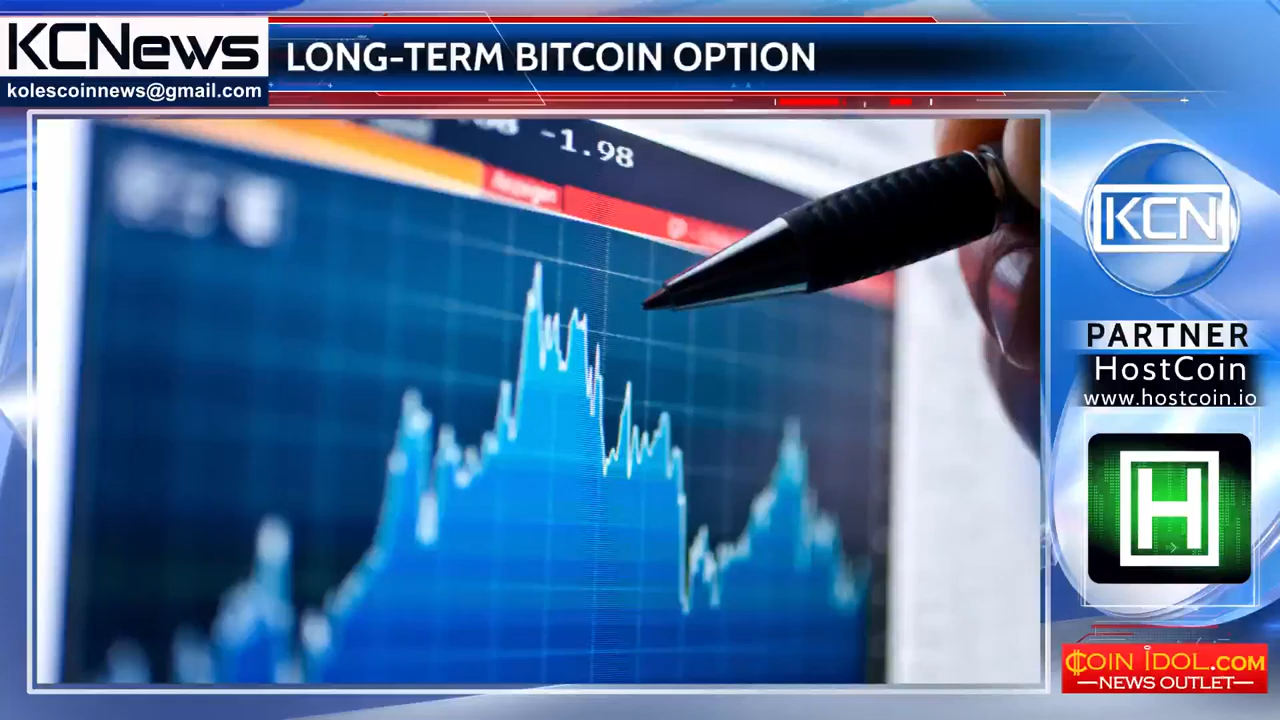 KCNews
kolescoinnews@gmail.com
LONG-TERM BITCOIN OPTION
-1.98
Anzeigen
KCN
PARTNER
HostCoin
www.hostcoin.io
H
COIN IDOL.COM
—NEWS OUTLET—